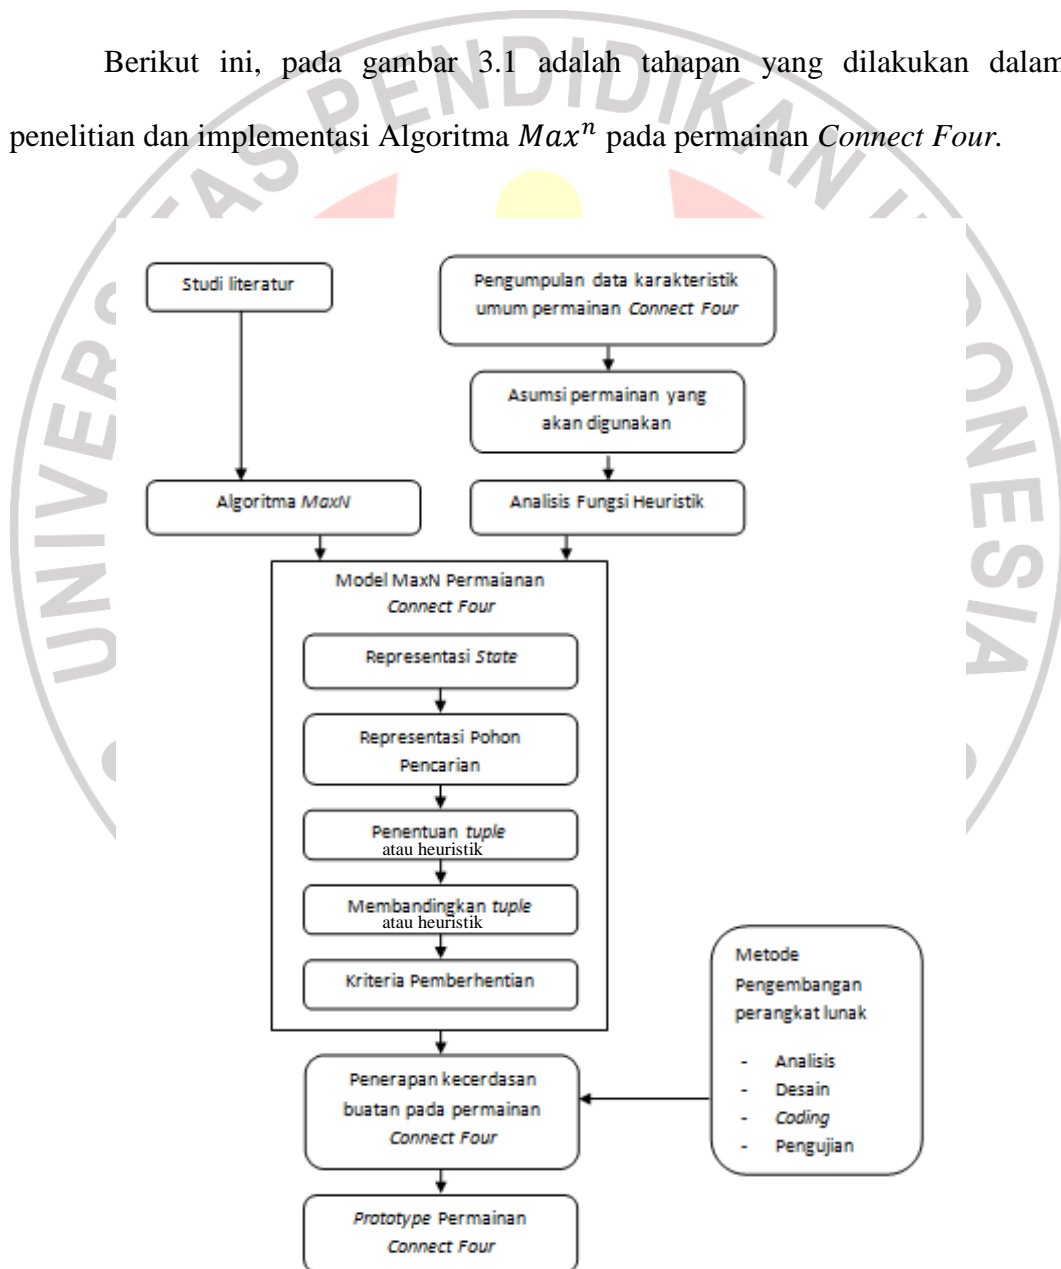 Berikut ini, pada gambar 3.1 adalah tahapan yang dilakukan dalam
penelitian dan implementasi Algoritma Maxⁿ pada permainan Connect Four.
UNIVERSITAS PENDIDIKAN INDONESIA
Studi literatur
Pengumpulan data karakteristik
umum permainan Connect Four
Asumsi permainan yang
akan digunakan
Algoritma MaxN
Analisis Fungsi Heuristik
Model MaxN Permaianan
Connect Four
Representasi State
Representasi Pohon
Pencarian
Penentuan tuple
atau heuristik
Membandingkan tuple
atau heuristik
Kriteria Pemberhentian
Metode
Pengembangan
perangkat lunak
- Analisis
- Desain
- Coding
- Pengujian
Penerapan kecerdasan
buatan pada permainan
Connect Four
Prototype Permainan
Connect Four